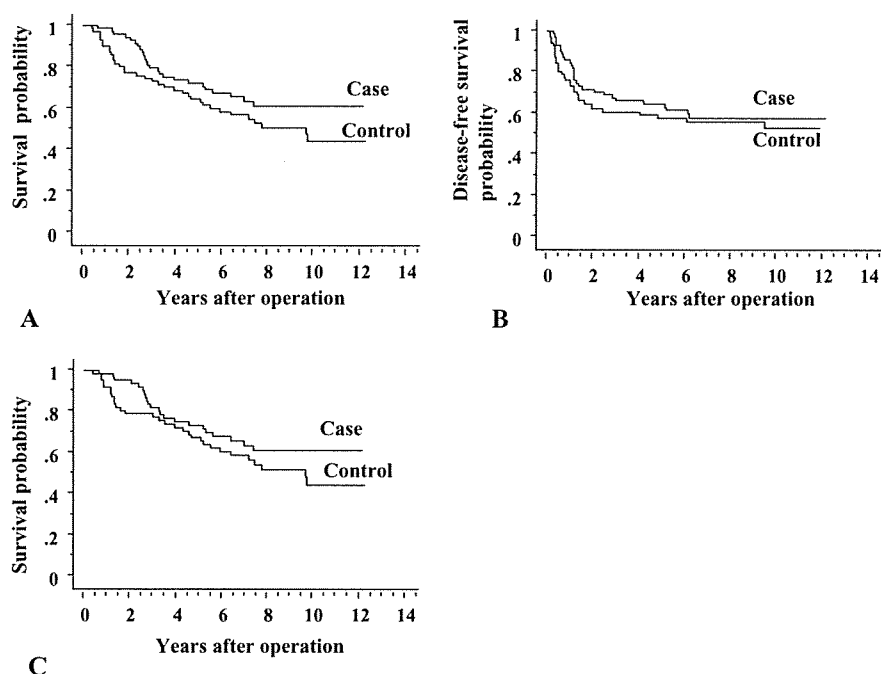 Survival probability
1
.8
.6
.4
.2
0
Case
Control
0 2 4 6 8 10 12 14
Years after operation
A
Disease-free survival
probability
1
.8
.6
.4
.2
0
Case
Control
0 2 4 6 8 10 12 14
Years after operation
B
Survival probability
1
.8
.6
.4
.2
0
Case
Control
0 2 4 6 8 10 12 14
Years after operation
C